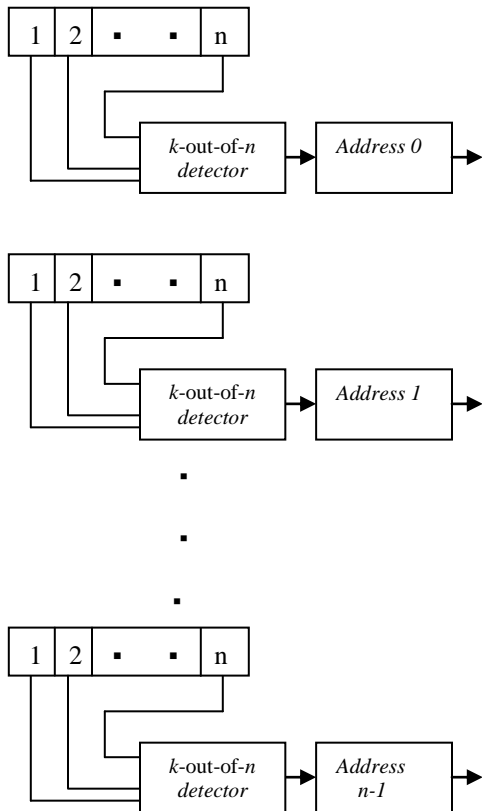 1 2 ▪ ▪ n
k-out-of-n
detector
Address 0
1 2 ▪ ▪ n
k-out-of-n
detector
Address 1
▪
▪
▪
1 2 ▪ ▪ n
k-out-of-n
detector
Address
n-1